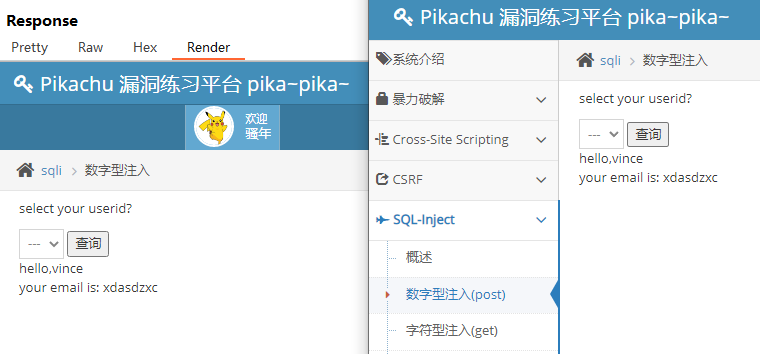 Response
Pretty Raw Hex Render
Pikachu 漏洞练习平台 pika~pika~
欢迎
骚年
sqli 数字型注入
select your userid?
--- 查询
hello,vince
your email is: xdasdzxc
Pikachu 漏洞练习平台 pika~pika~
系统介绍
暴力破解
Cross-Site Scripting
CSRF
SQL-Inject
概述
数字型注入(post)
字符型注入(get)
sqli 数字型注入
select your userid?
--- 查询
hello,vince
your email is: xdasdzxc